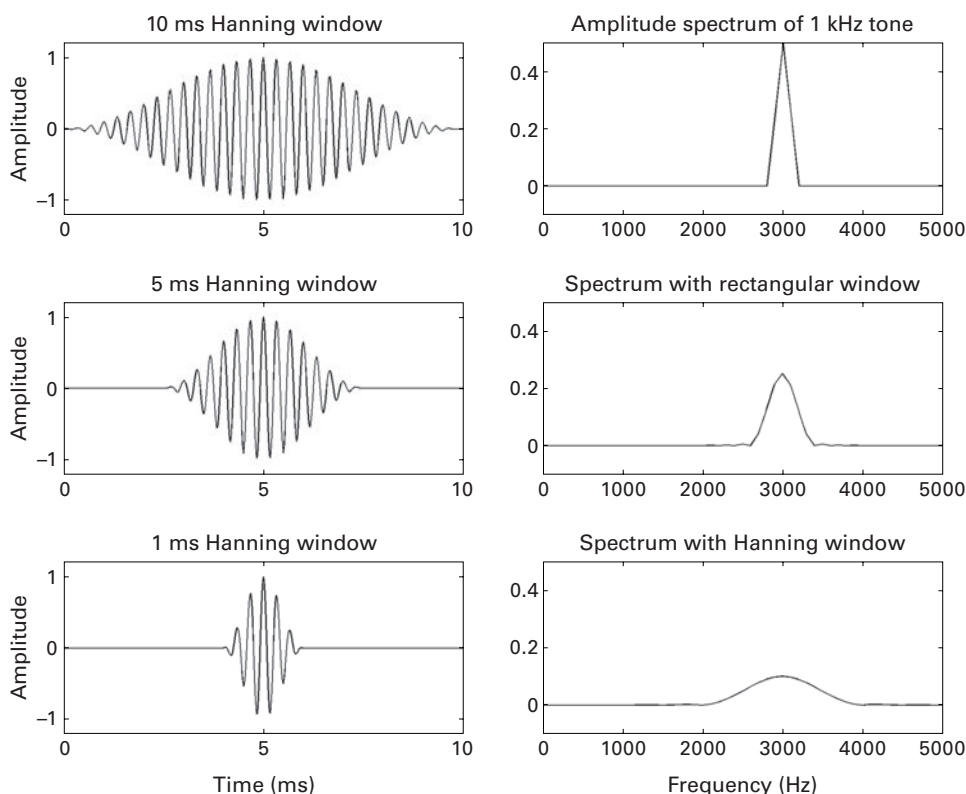 10 ms Hanning window
Amplitude spectrum of 1 kHz tone
Amplitude
1
0
–1
0 5 10
0.4
0.2
0
0 1000 2000 3000 4000 5000
5 ms Hanning window
Spectrum with rectangular window
Amplitude
1
0
–1
0 5 10
0.4
0.2
0
0 1000 2000 3000 4000 5000
1 ms Hanning window
Spectrum with Hanning window
Amplitude
1
0
–1
0 5 10
Time (ms)
0.4
0.2
0
0 1000 2000 3000 4000 5000
Frequency (Hz)